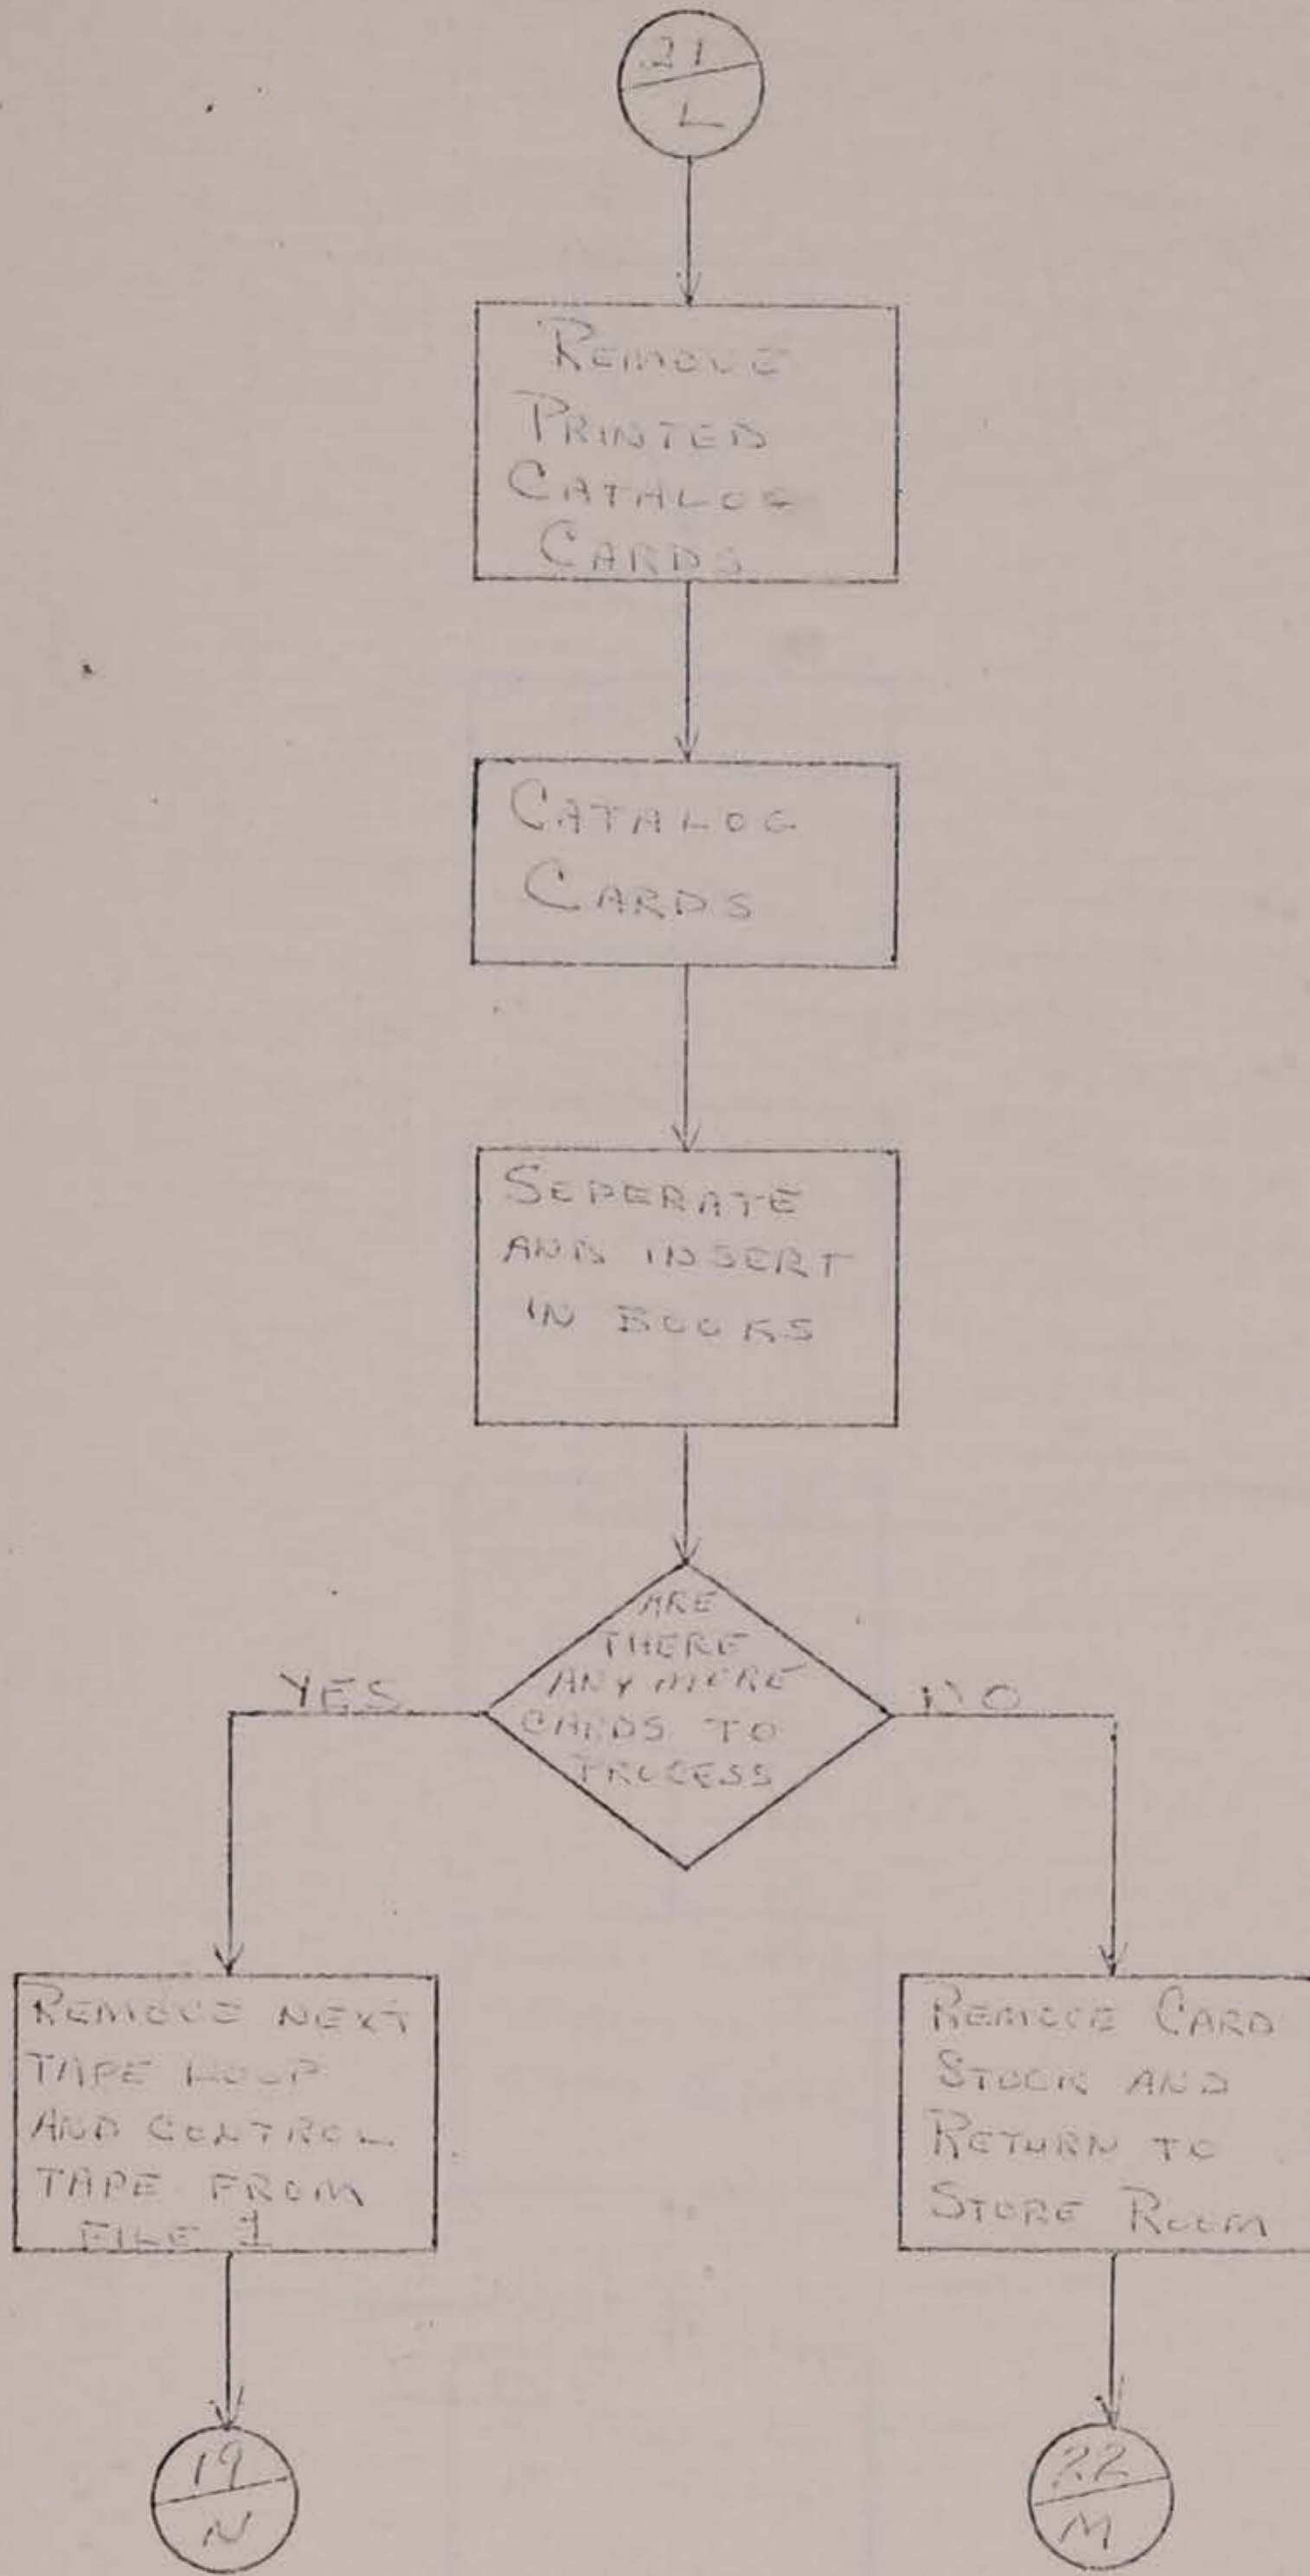 21
L
REMOVE
PRINTED
CATALOG
CARDS
CATALOG
CARDS
SEPERATE
AND INSERT
IN BOOKS
ARE
THERE
ANY MORE
CARDS TO
PROCESS
YES
NO
REMOVE NEXT
TAPE LOOP
AND CONTROL
TAPE FROM
FILE 1
REMOVE CARD
STOCK AND
RETURN TO
STORE ROOM
19
N
22
M